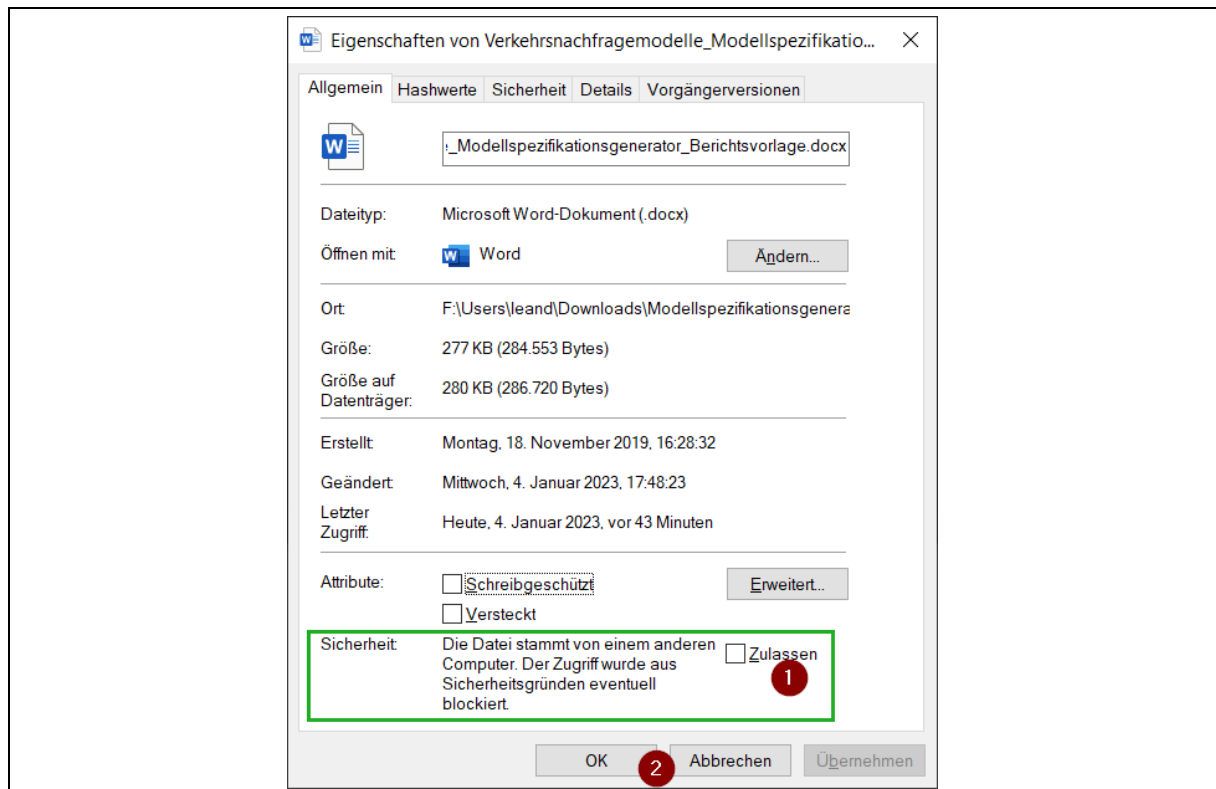 Eigenschaften von Verkehrsnachfragemodelle_Modellspezifikatio...
Allgemein Hashwerte Sicherheit Details Vorgängerversionen
_Modellspezifikationsgenerator_Berichtsvorlage.docx
Dateityp: Microsoft Word-Dokument (.docx)
Öffnen mit: Word Ändern...
Ort: F:\Users\leand\Downloads\Modellspezifikationsgenera
Größe: 277 KB (284.553 Bytes)
Größe auf
Datenträger: 280 KB (286.720 Bytes)
Erstellt: Montag, 18. November 2019, 16:28:32
Geändert: Mittwoch, 4. Januar 2023, 17:48:23
Letzter
Zugriff: Heute, 4. Januar 2023, vor 43 Minuten
Attribute: Schreibgeschützt Erweitert...
Versteckt
Sicherheit: Die Datei stammt von einem anderen
Computer. Der Zugriff wurde aus
Sicherheitsgründen eventuell
blockiert.
Zulassen
1
OK 2 Abbrechen Übernehmen